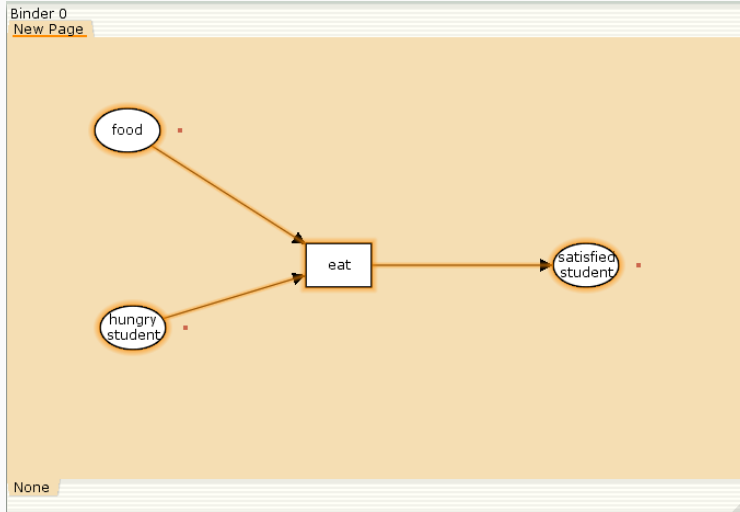 Binder 0
New Page
food
eat
satisfied
student
hungry
student
None